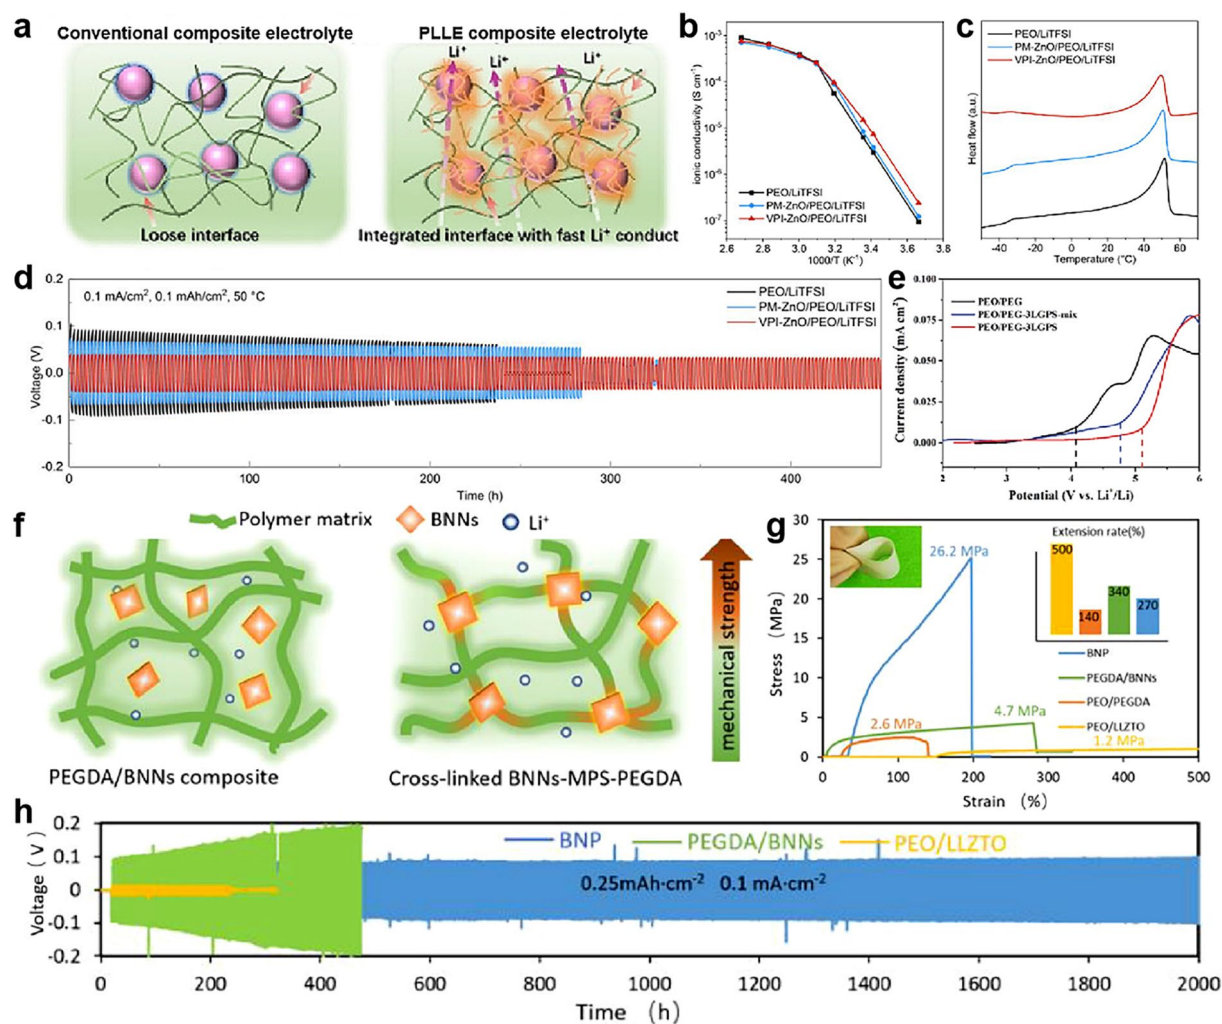 a
Conventional composite electrolyte
PLLE composite electrolyte
Li⁺
Li⁺
Li⁺
Loose interface
Integrated interface with fast Li⁺ conduct
b
10⁻³
10⁻⁴
10⁻⁵
10⁻⁶
10⁻⁷
ionic conductivity (S cm⁻¹)
PEO/LiTFSI
PM-ZnO/PEO/LiTFSI
VPI-ZnO/PEO/LiTFSI
2.6 2.8 3.0 3.2 3.4 3.6 3.8
1000/T (K⁻¹)
c
PEO/LiTFSI
PM-ZnO/PEO/LiTFSI
VPI-ZnO/PEO/LiTFSI
Heat flow (a.u.)
-40 -20 0 20 40 60
Temperature (°C)
d
0.2
0.1
0.0
-0.1
-0.2
Voltage (V)
0.1 mA/cm², 0.1 mAh/cm², 50 °C
PEO/LiTFSI
PM-ZnO/PEO/LiTFSI
VPI-ZnO/PEO/LiTFSI
0 100 200 300 400
Time (h)
e
0.100
0.075
0.050
0.025
0.000
Current density (mA cm²)
PEO/PEG
PEO/PEG-3LGPS-mix
PEO/PEG-3LGPS
2 3 4 5 6
Potential (V vs. Li⁺/Li)
f
Polymer matrix
BNNs
Li⁺
mechanical strength
PEGDA/BNNs composite
Cross-linked BNNs-MPS-PEGDA
g
30
25
20
15
10
5
0
Stress (MPa)
26.2 MPa
2.6 MPa
4.7 MPa
1.2 MPa
Extension rate(%)
500
140
340
270
BNP
PEGDA/BNNs
PEO/PEGDA
PEO/LLZTO
0 100 200 300 400 500
Strain (%)
h
0.2
0.1
0
-0.1
-0.2
Voltage (V)
BNP
PEGDA/BNNs
PEO/LLZTO
0.25mAh·cm⁻² 0.1 mA·cm⁻²
0 200 400 600 800 1000 1200 1400 1600 1800 2000
Time (h)